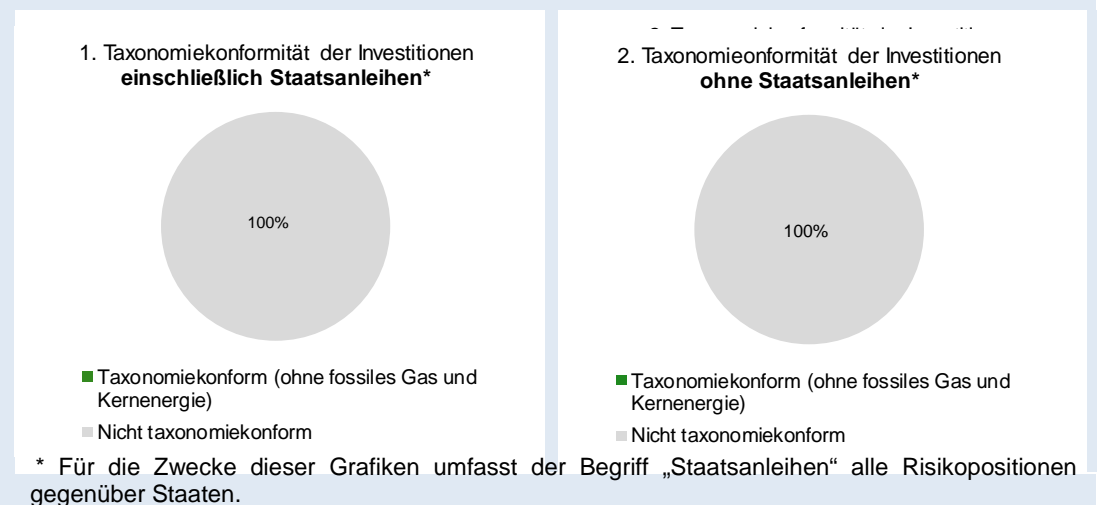 1. Taxonomiekonformität der Investitionen
einschließlich Staatsanleihen*
100%
Taxonomiekonform (ohne fossiles Gas und
Kernenergie)
Nicht taxonomiekonform
2. Taxonomieonformität der Investitionen
ohne Staatsanleihen*
100%
Taxonomiekonform (ohne fossiles Gas und
Kernenergie)
Nicht taxonomiekonform
* Für die Zwecke dieser Grafiken umfasst der Begriff „Staatsanleihen“ alle Risikopositionen
gegenüber Staaten.